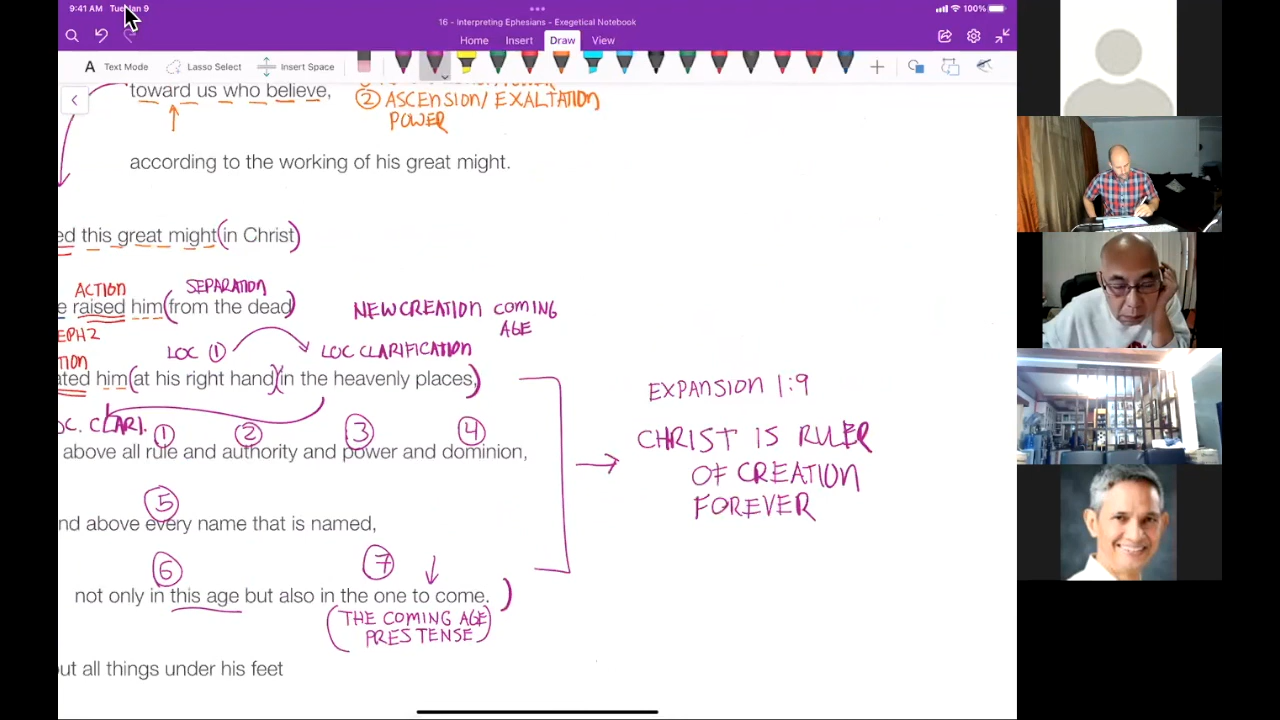 9:41 AM Tue Jan 9
100%
16 - Interpreting Ephesians - Exegetical Notebook
Home Insert Draw View
A Text Mode Lasso Select Insert Space
toward us who believe,
② ASCENSION/EXALTATION
POWER
according to the working of his great might.
ed this great might (in Christ)
ACTION SEPARATION
e raised him (from the dead) NEW CREATION COMING
AGE
EPH 2
TION LOC ① LOC CLARIFICATION
ated him (at his right hand)(in the heavenly places,)
EXPANSION 1:9
OC. CLARI. ① ② ③ ④
CHRIST IS RULER
above all rule and authority and power and dominion,
OF CREATION
FOREVER
⑤
nd above every name that is named,
⑥ ⑦
not only in this age but also in the one to come. )
(THE COMING AGE
PRES TENSE)
ut all things under his feet